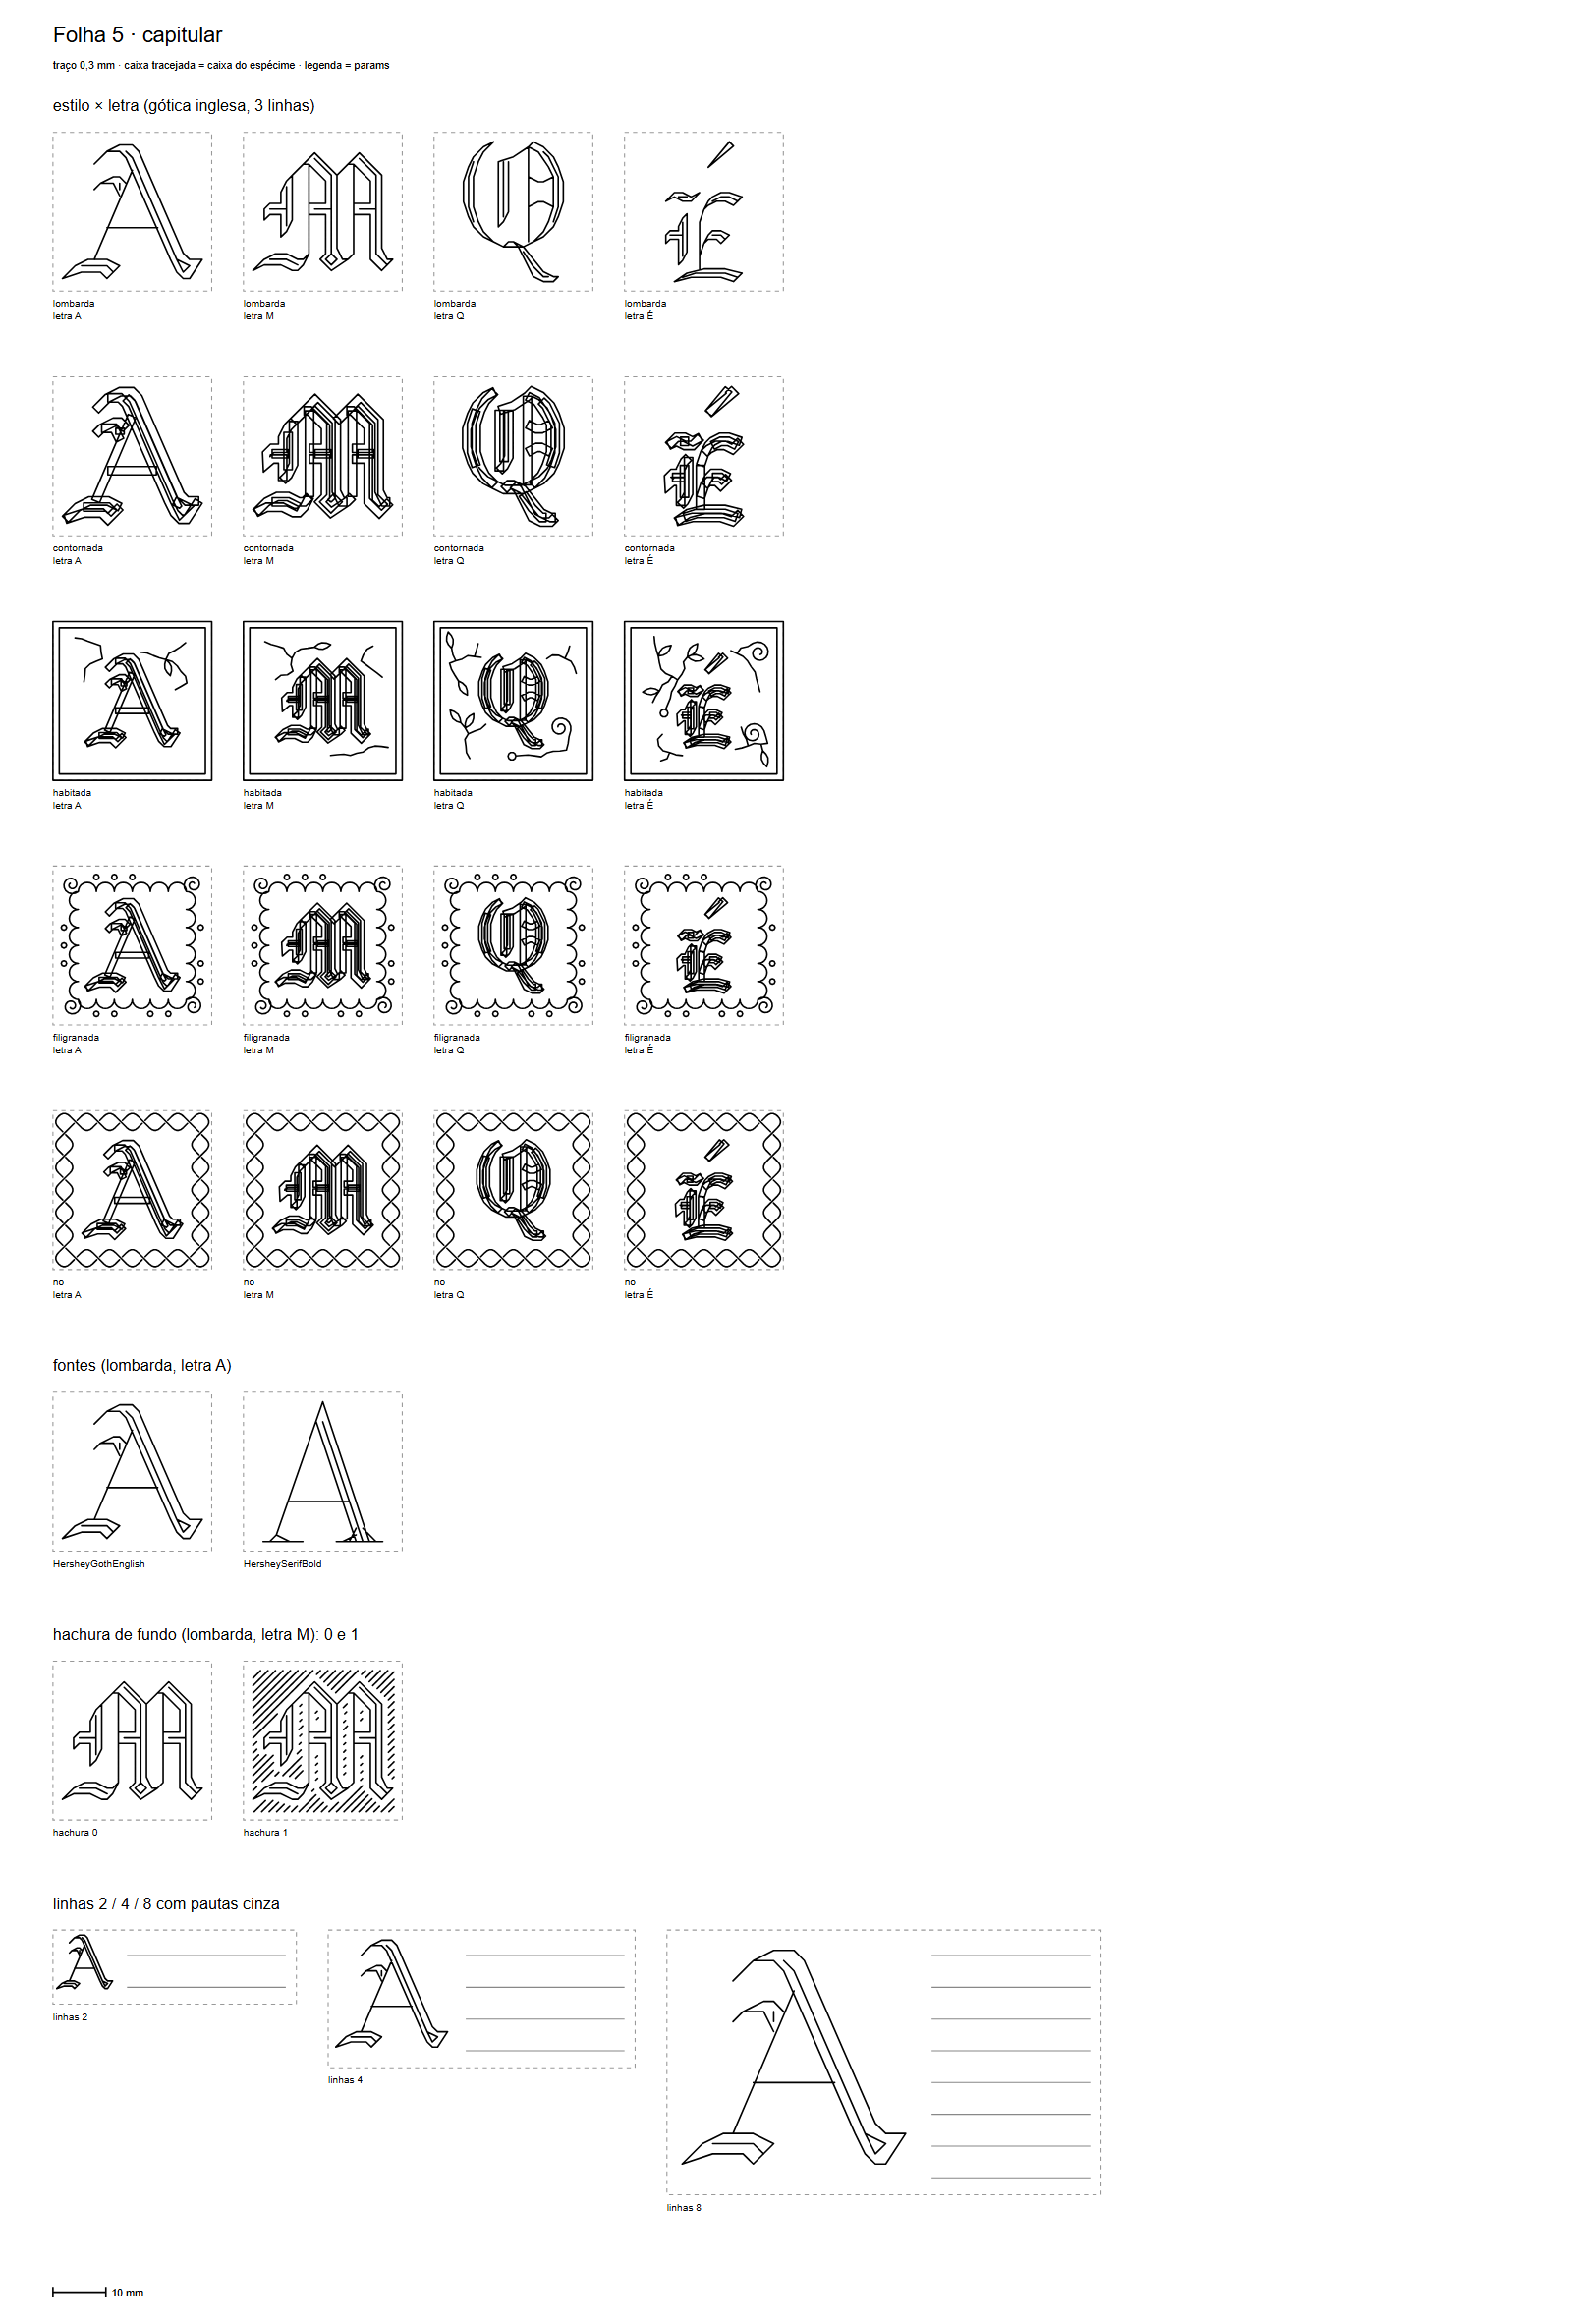 Folha 5 · capitular
traço 0,3 mm · caixa tracejada = caixa do espécime · legenda = params
estilo × letra (gótica inglesa, 3 linhas)
A M Q É
lombarda lombarda lombarda lombarda
letra A letra M letra Q letra É
A M Q É
contornada contornada contornada contornada
letra A letra M letra Q letra É
A M Q É
habitada habitada habitada habitada
letra A letra M letra Q letra É
A M Q É
filigranada filigranada filigranada filigranada
letra A letra M letra Q letra É
A M Q É
no no no no
letra A letra M letra Q letra É
fontes (lombarda, letra A)
A A
HersheyGothEnglish HersheySerifBold
hachura de fundo (lombarda, letra M): 0 e 1
M M
hachura 0 hachura 1
linhas 2 / 4 / 8 com pautas cinza
A A A
linhas 2 linhas 4 linhas 8
10 mm